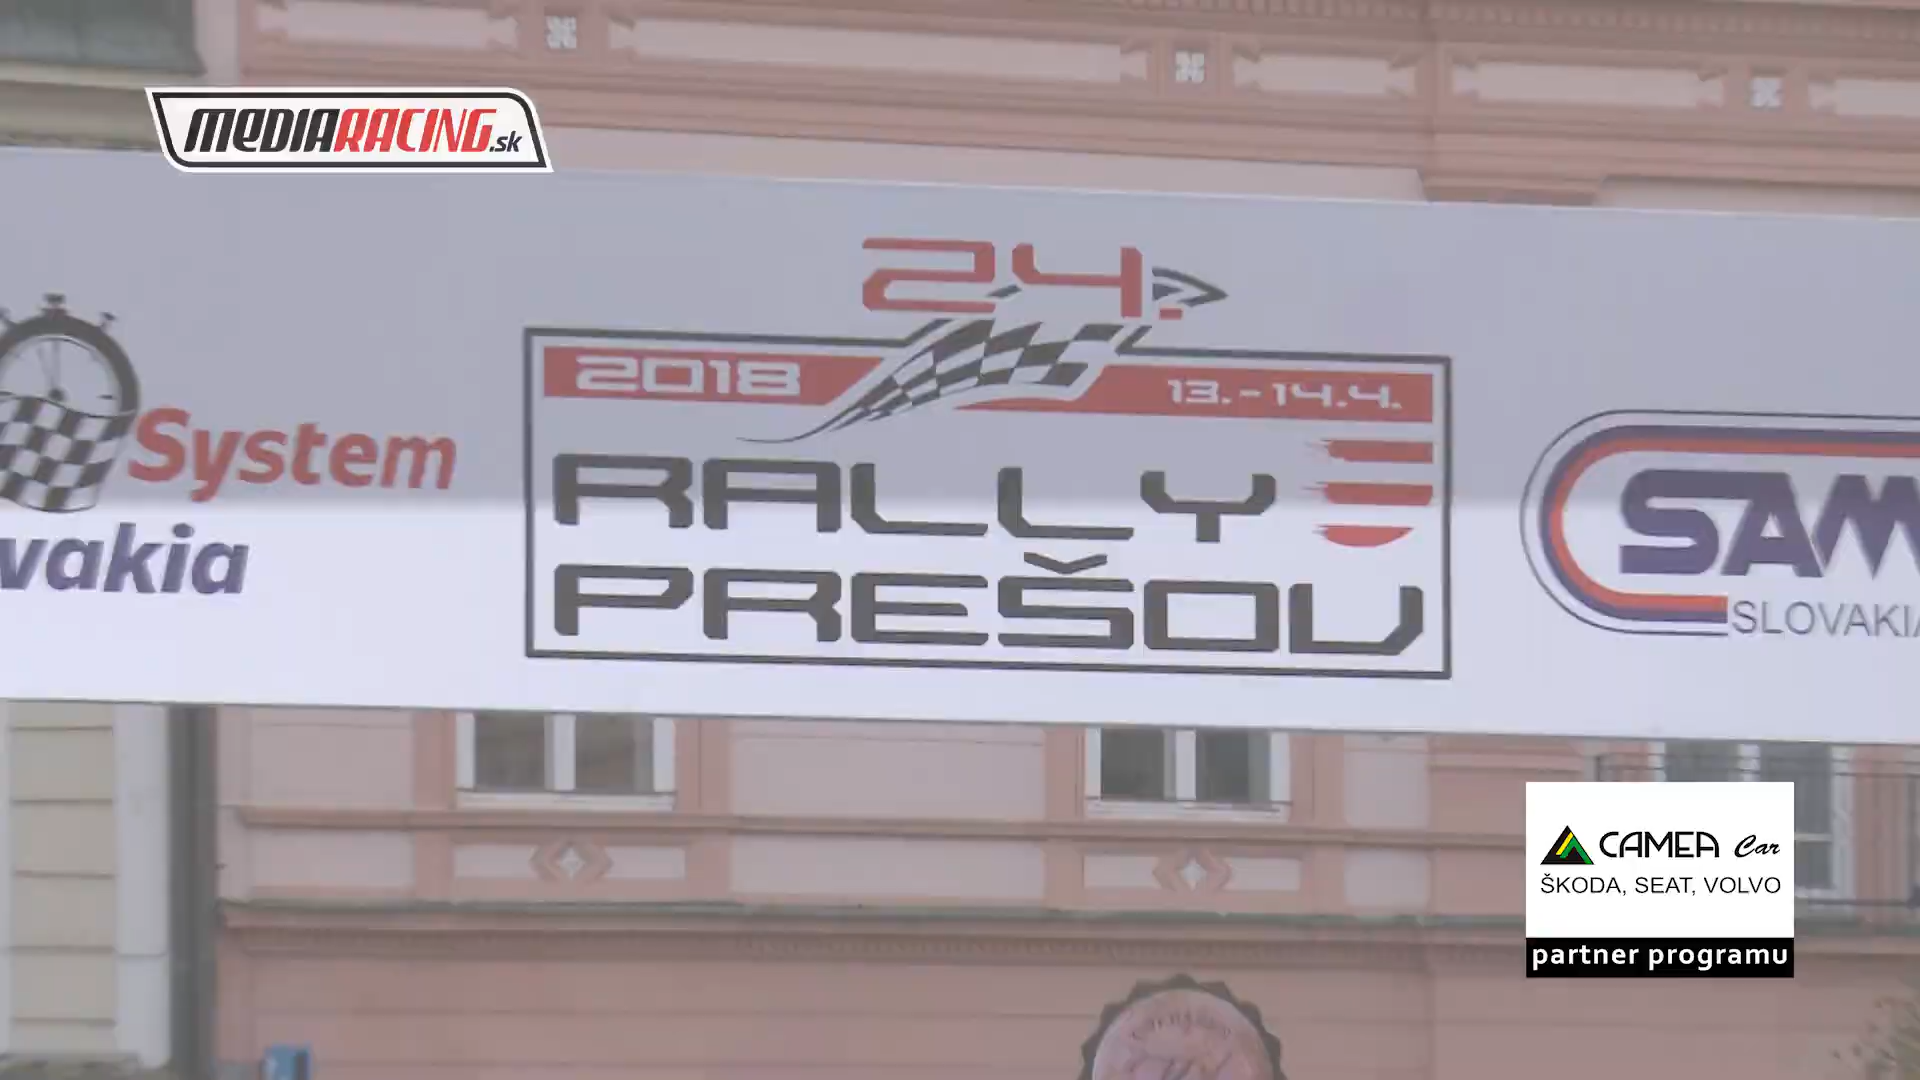 MEDIARACING.sk
24.
2018
13.-14.4.
RALLY
PREŠOV
System
vakia
SAM
SLOVAKIA
CAMEA Car
ŠKODA, SEAT, VOLVO
partner programu